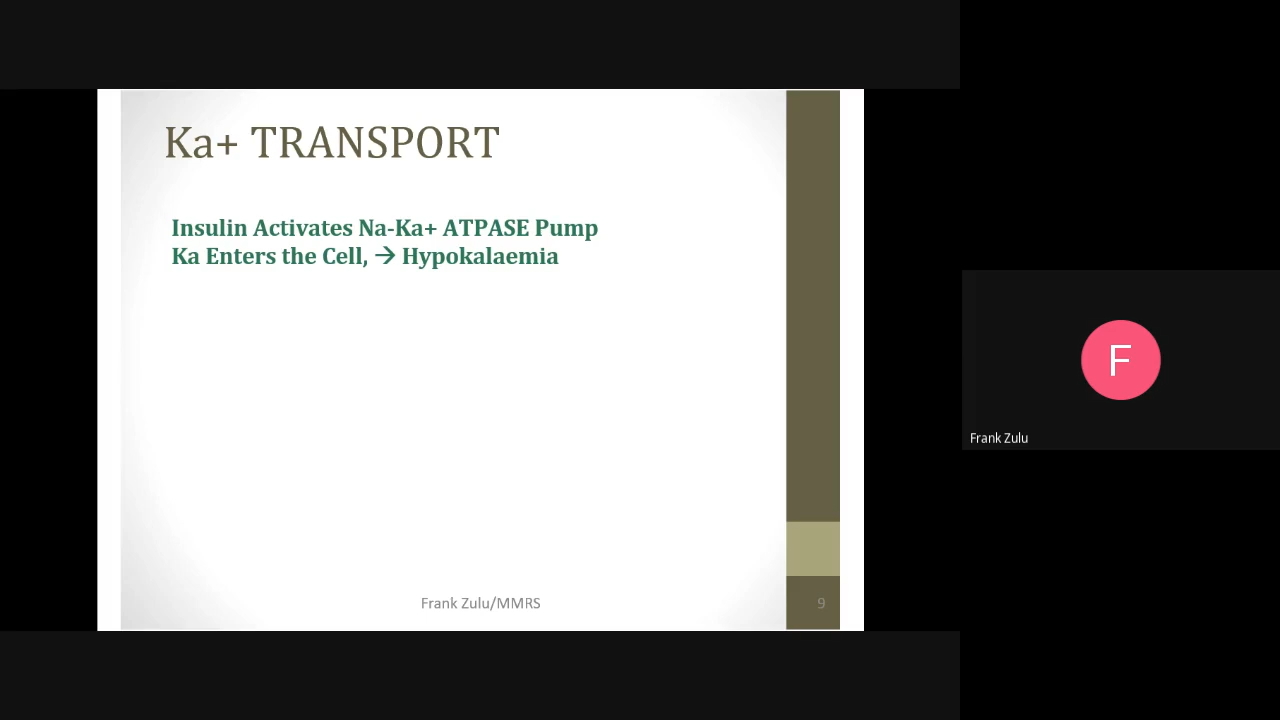 Ka+ TRANSPORT
Insulin Activates Na-Ka+ ATPASE Pump
Ka Enters the Cell, → Hypokalaemia
Frank Zulu/MMRS
9
F
Frank Zulu